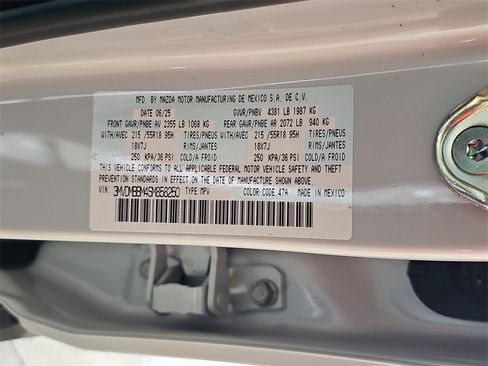 MFD. BY MAZDA MOTOR MANUFACTURING DE MEXICO S.A. DE C.V.
DATE 06/25 GVWR/PNBV 4381 LB 1987 KG
FRONT GAWR/PNBE AV 2355 LB 1068 KG REAR GAWR/PNBE AR 2072 LB 940 KG
WITH/AVEC 215 /55R18 95H TIRES/PNEUS WITH/AVEC 215 /55R18 95H TIRES/PNEUS
18X7J RIMS/JANTES 18X7J RIMS/JANTES
250 KPA/36 PSI COLD/A FROID 250 KPA/36 PSI COLD/A FROID
THIS VEHICLE CONFORMS TO ALL APPLICABLE FEDERAL MOTOR VEHICLE SAFETY AND THEFT
PREVENTION STANDARDS IN EFFECT ON THE DATE OF MANUFACTURE SHOWN ABOVE.
VIN: TYPE: MPV COLOR CODE: 47A MADE IN MEXICO